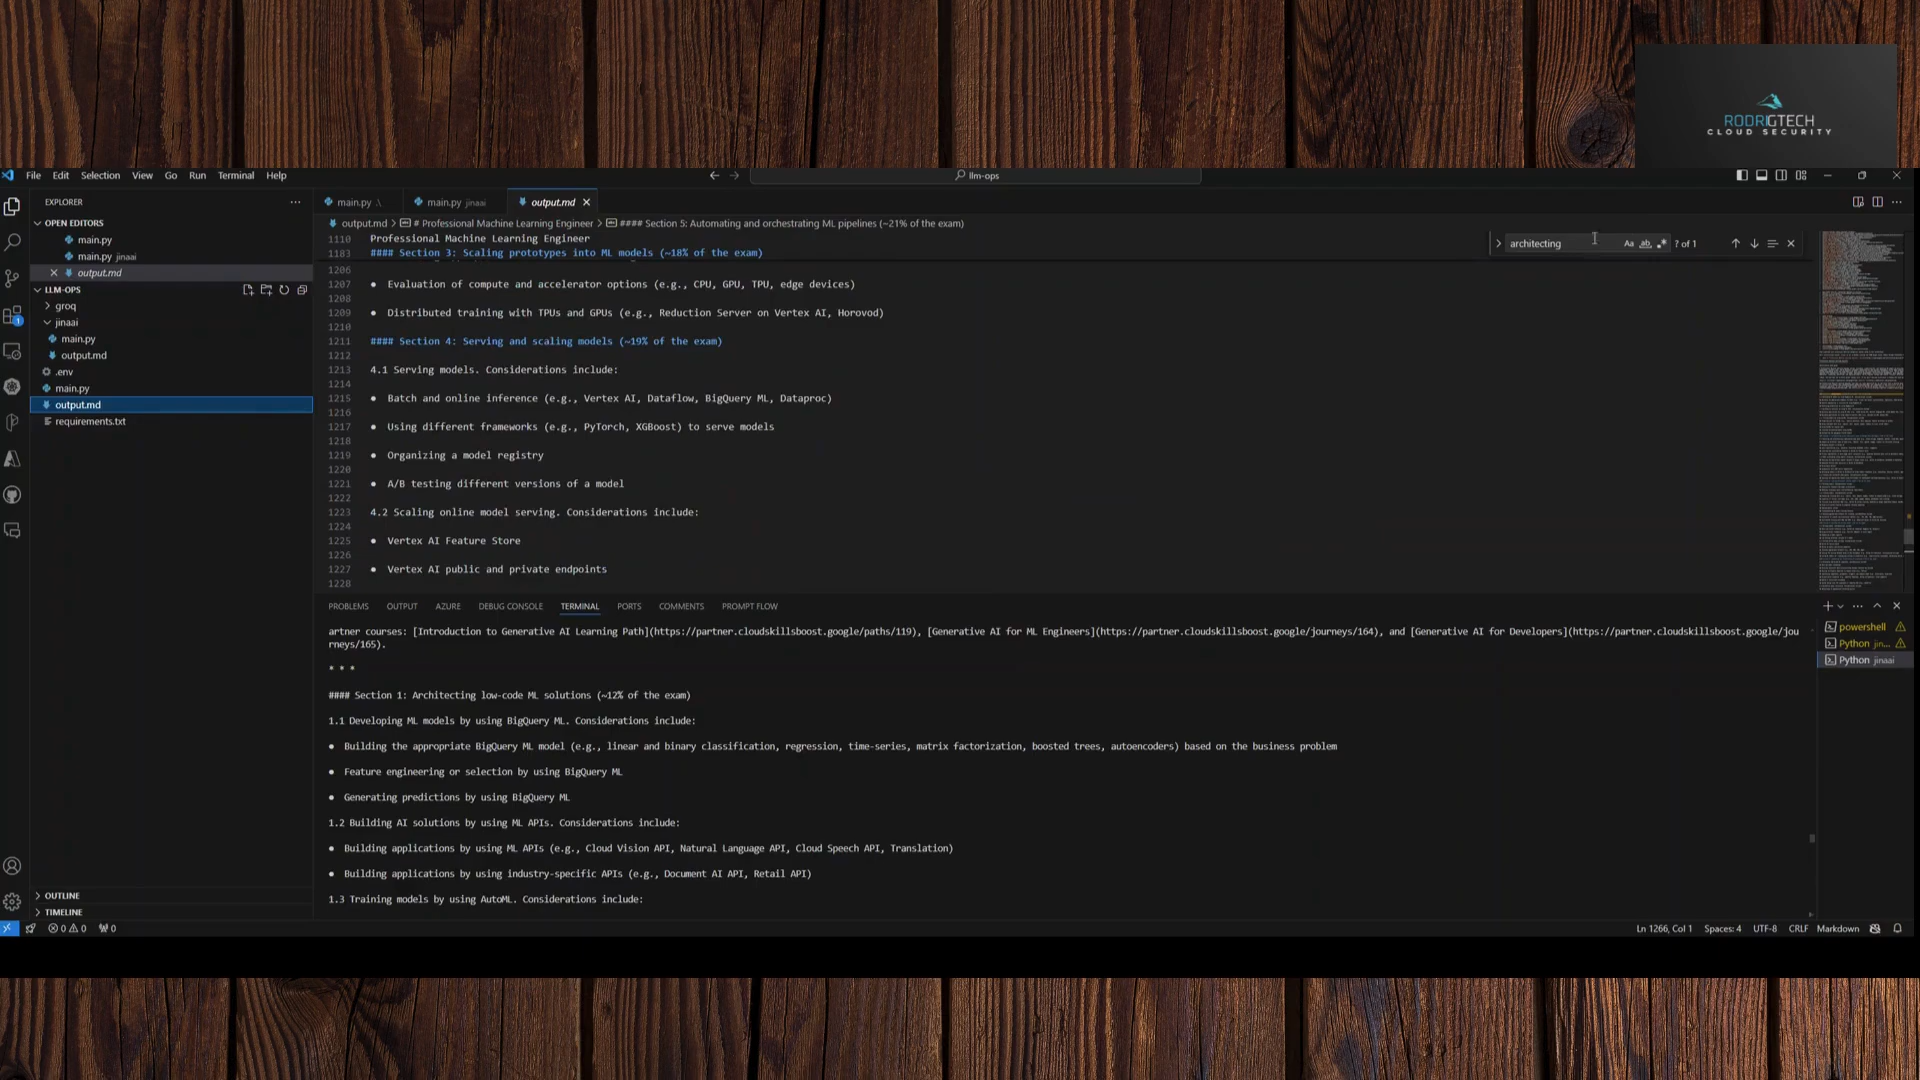 RODRIGTECH
CLOUD SECURITY
File Edit Selection View Go Run Terminal Help
llm-ops
EXPLORER
OPEN EDITORS
main.py
main.py jinaai
output.md
LLM-OPS
groq
jinaai
main.py
output.md
.env
main.py
output.md
requirements.txt
OUTLINE
TIMELINE
main.py .\
main.py jinaai
output.md
output.md > # Professional Machine Learning Engineer > #### Section 5: Automating and orchestrating ML pipelines (~21% of the exam)
architecting
Aa ab ? of 1
1110 Professional Machine Learning Engineer
1183 #### Section 3: Scaling prototypes into ML models (~18% of the exam)
1206
1207 ● Evaluation of compute and accelerator options (e.g., CPU, GPU, TPU, edge devices)
1208
1209 ● Distributed training with TPUs and GPUs (e.g., Reduction Server on Vertex AI, Horovod)
1210
1211 #### Section 4: Serving and scaling models (~19% of the exam)
1212
1213 4.1 Serving models. Considerations include:
1214
1215 ● Batch and online inference (e.g., Vertex AI, Dataflow, BigQuery ML, Dataproc)
1216
1217 ● Using different frameworks (e.g., PyTorch, XGBoost) to serve models
1218
1219 ● Organizing a model registry
1220
1221 ● A/B testing different versions of a model
1222
1223 4.2 Scaling online model serving. Considerations include:
1224
1225 ● Vertex AI Feature Store
1226
1227 ● Vertex AI public and private endpoints
1228
PROBLEMS OUTPUT AZURE DEBUG CONSOLE TERMINAL PORTS COMMENTS PROMPT FLOW
artner courses: [Introduction to Generative AI Learning Path](https://partner.cloudskillsboost.google/paths/119), [Generative AI for ML Engineers](https://partner.cloudskillsboost.google/journeys/164), and [Generative AI for Developers](https://partner.cloudskillsboost.google/jou
rneys/165).
* * *
#### Section 1: Architecting low-code ML solutions (~12% of the exam)
1.1 Developing ML models by using BigQuery ML. Considerations include:
● Building the appropriate BigQuery ML model (e.g., linear and binary classification, regression, time-series, matrix factorization, boosted trees, autoencoders) based on the business problem
● Feature engineering or selection by using BigQuery ML
● Generating predictions by using BigQuery ML
1.2 Building AI solutions by using ML APIs. Considerations include:
● Building applications by using ML APIs (e.g., Cloud Vision API, Natural Language API, Cloud Speech API, Translation)
● Building applications by using industry-specific APIs (e.g., Document AI API, Retail API)
1.3 Training models by using AutoML. Considerations include:
powershell
Python jin...
Python jinaai
0 0 0
Ln 1266, Col 1 Spaces: 4 UTF-8 CRLF Markdown